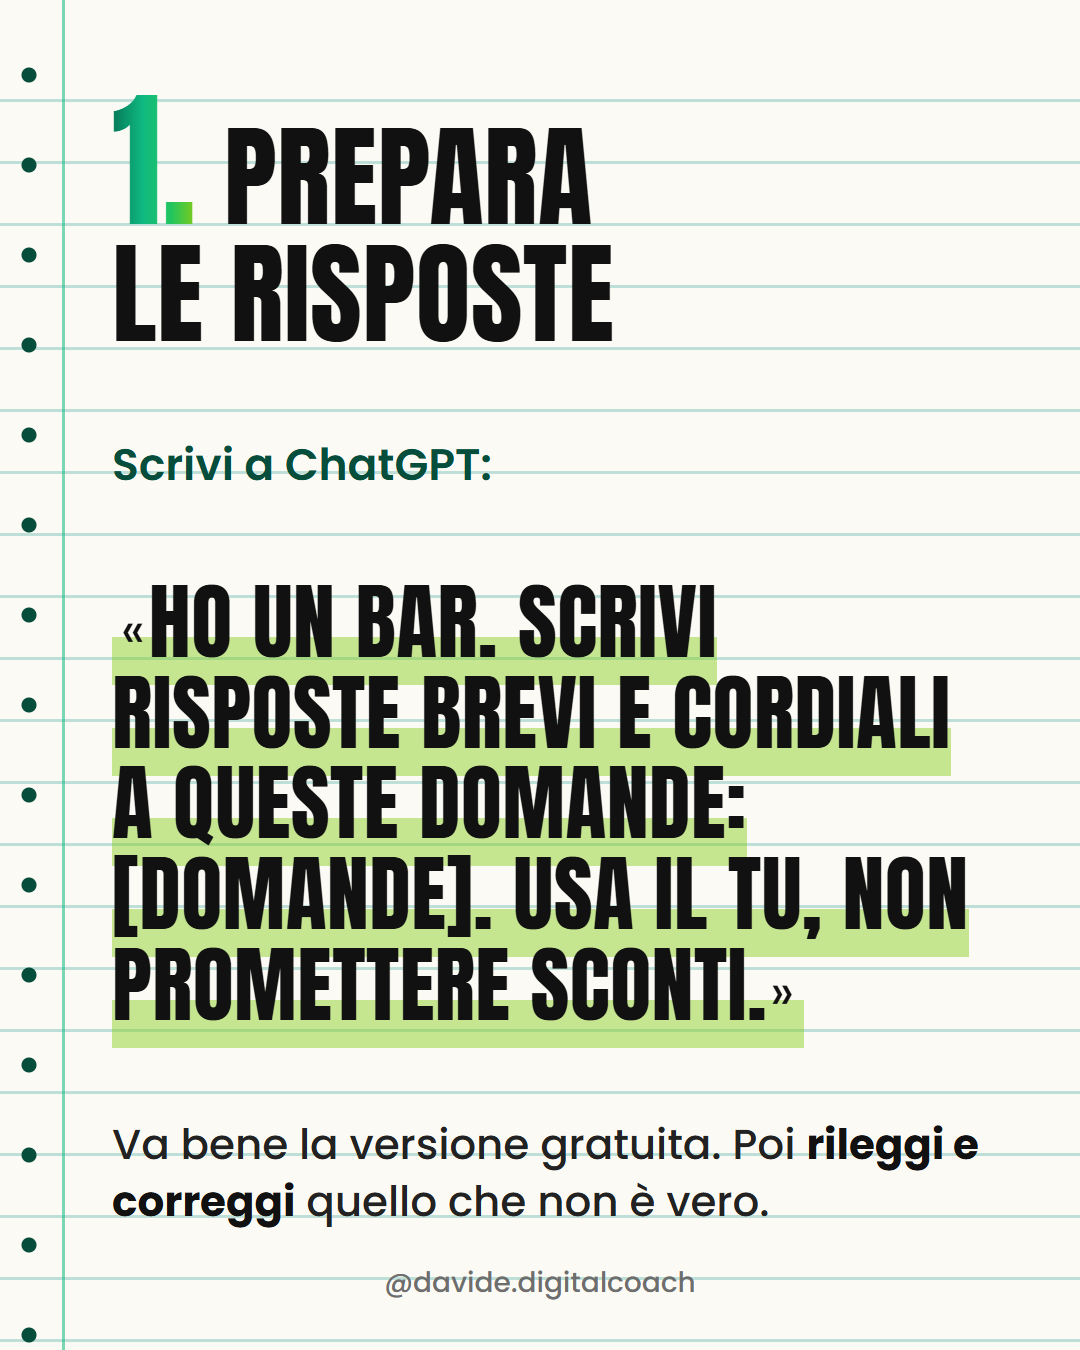 1. PREPARA
LE RISPOSTE
Scrivi a ChatGPT:
«HO UN BAR. SCRIVI
RISPOSTE BREVI E CORDIALI
A QUESTE DOMANDE:
[DOMANDE]. USA IL TU, NON
PROMETTERE SCONTI.»
Va bene la versione gratuita. Poi rileggi e
correggi quello che non è vero.
@davide.digitalcoach